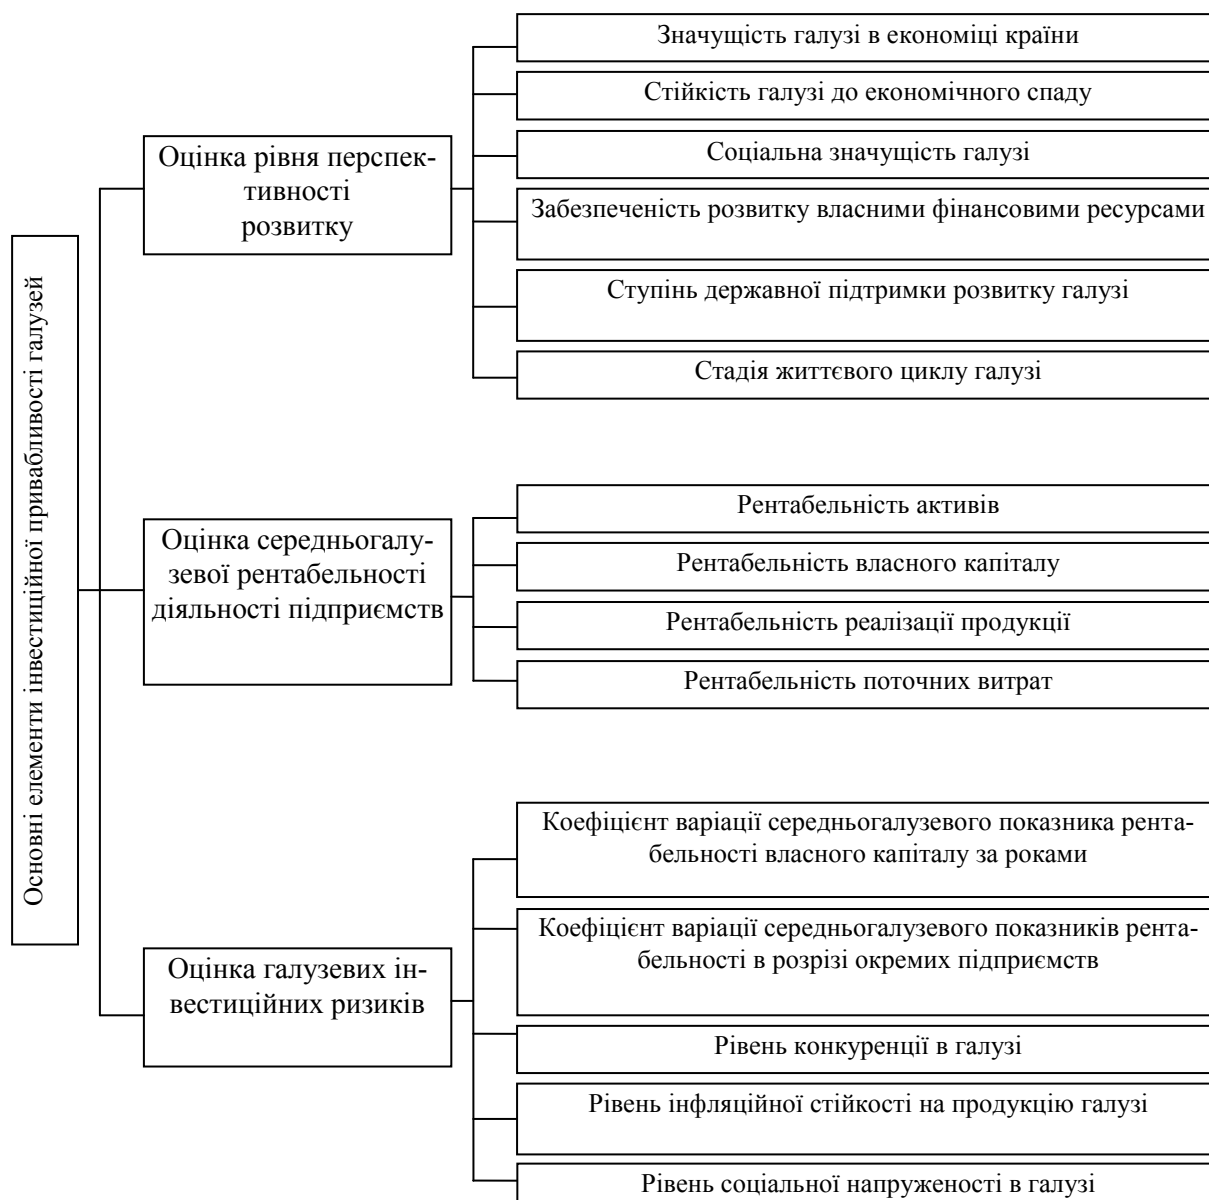 Основні елементи інвестиційної привабливості галузей
Оцінка рівня перспек-
тивності
розвитку
Значущість галузі в економіці країни
Стійкість галузі до економічного спаду
Соціальна значущість галузі
Забезпеченість розвитку власними фінансовими ресурсами
Ступінь державної підтримки розвитку галузі
Стадія життєвого циклу галузі
Оцінка середньогалу-
зевої рентабельності
діяльності підприємств
Рентабельність активів
Рентабельність власного капіталу
Рентабельність реалізації продукції
Рентабельність поточних витрат
Оцінка галузевих ін-
вестиційних ризиків
Коефіцієнт варіації середньогалузевого показника рента-
бельності власного капіталу за роками
Коефіцієнт варіації середньогалузевого показників рента-
бельності в розрізі окремих підприємств
Рівень конкуренції в галузі
Рівень інфляційної стійкості на продукцію галузі
Рівень соціальної напруженості в галузі